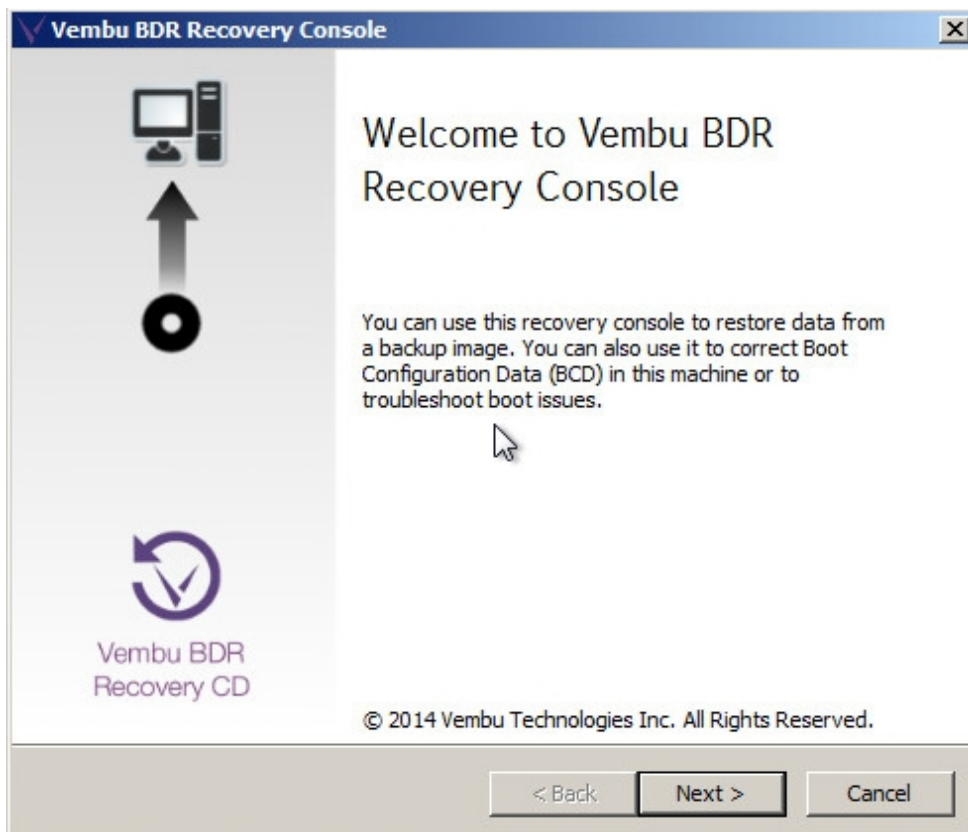 Vembu BDR Recovery Console
Welcome to Vembu BDR
Recovery Console
You can use this recovery console to restore data from
a backup image. You can also use it to correct Boot
Configuration Data (BCD) in this machine or to
troubleshoot boot issues.
Vembu BDR
Recovery CD
© 2014 Vembu Technologies Inc. All Rights Reserved.
< Back
Next >
Cancel